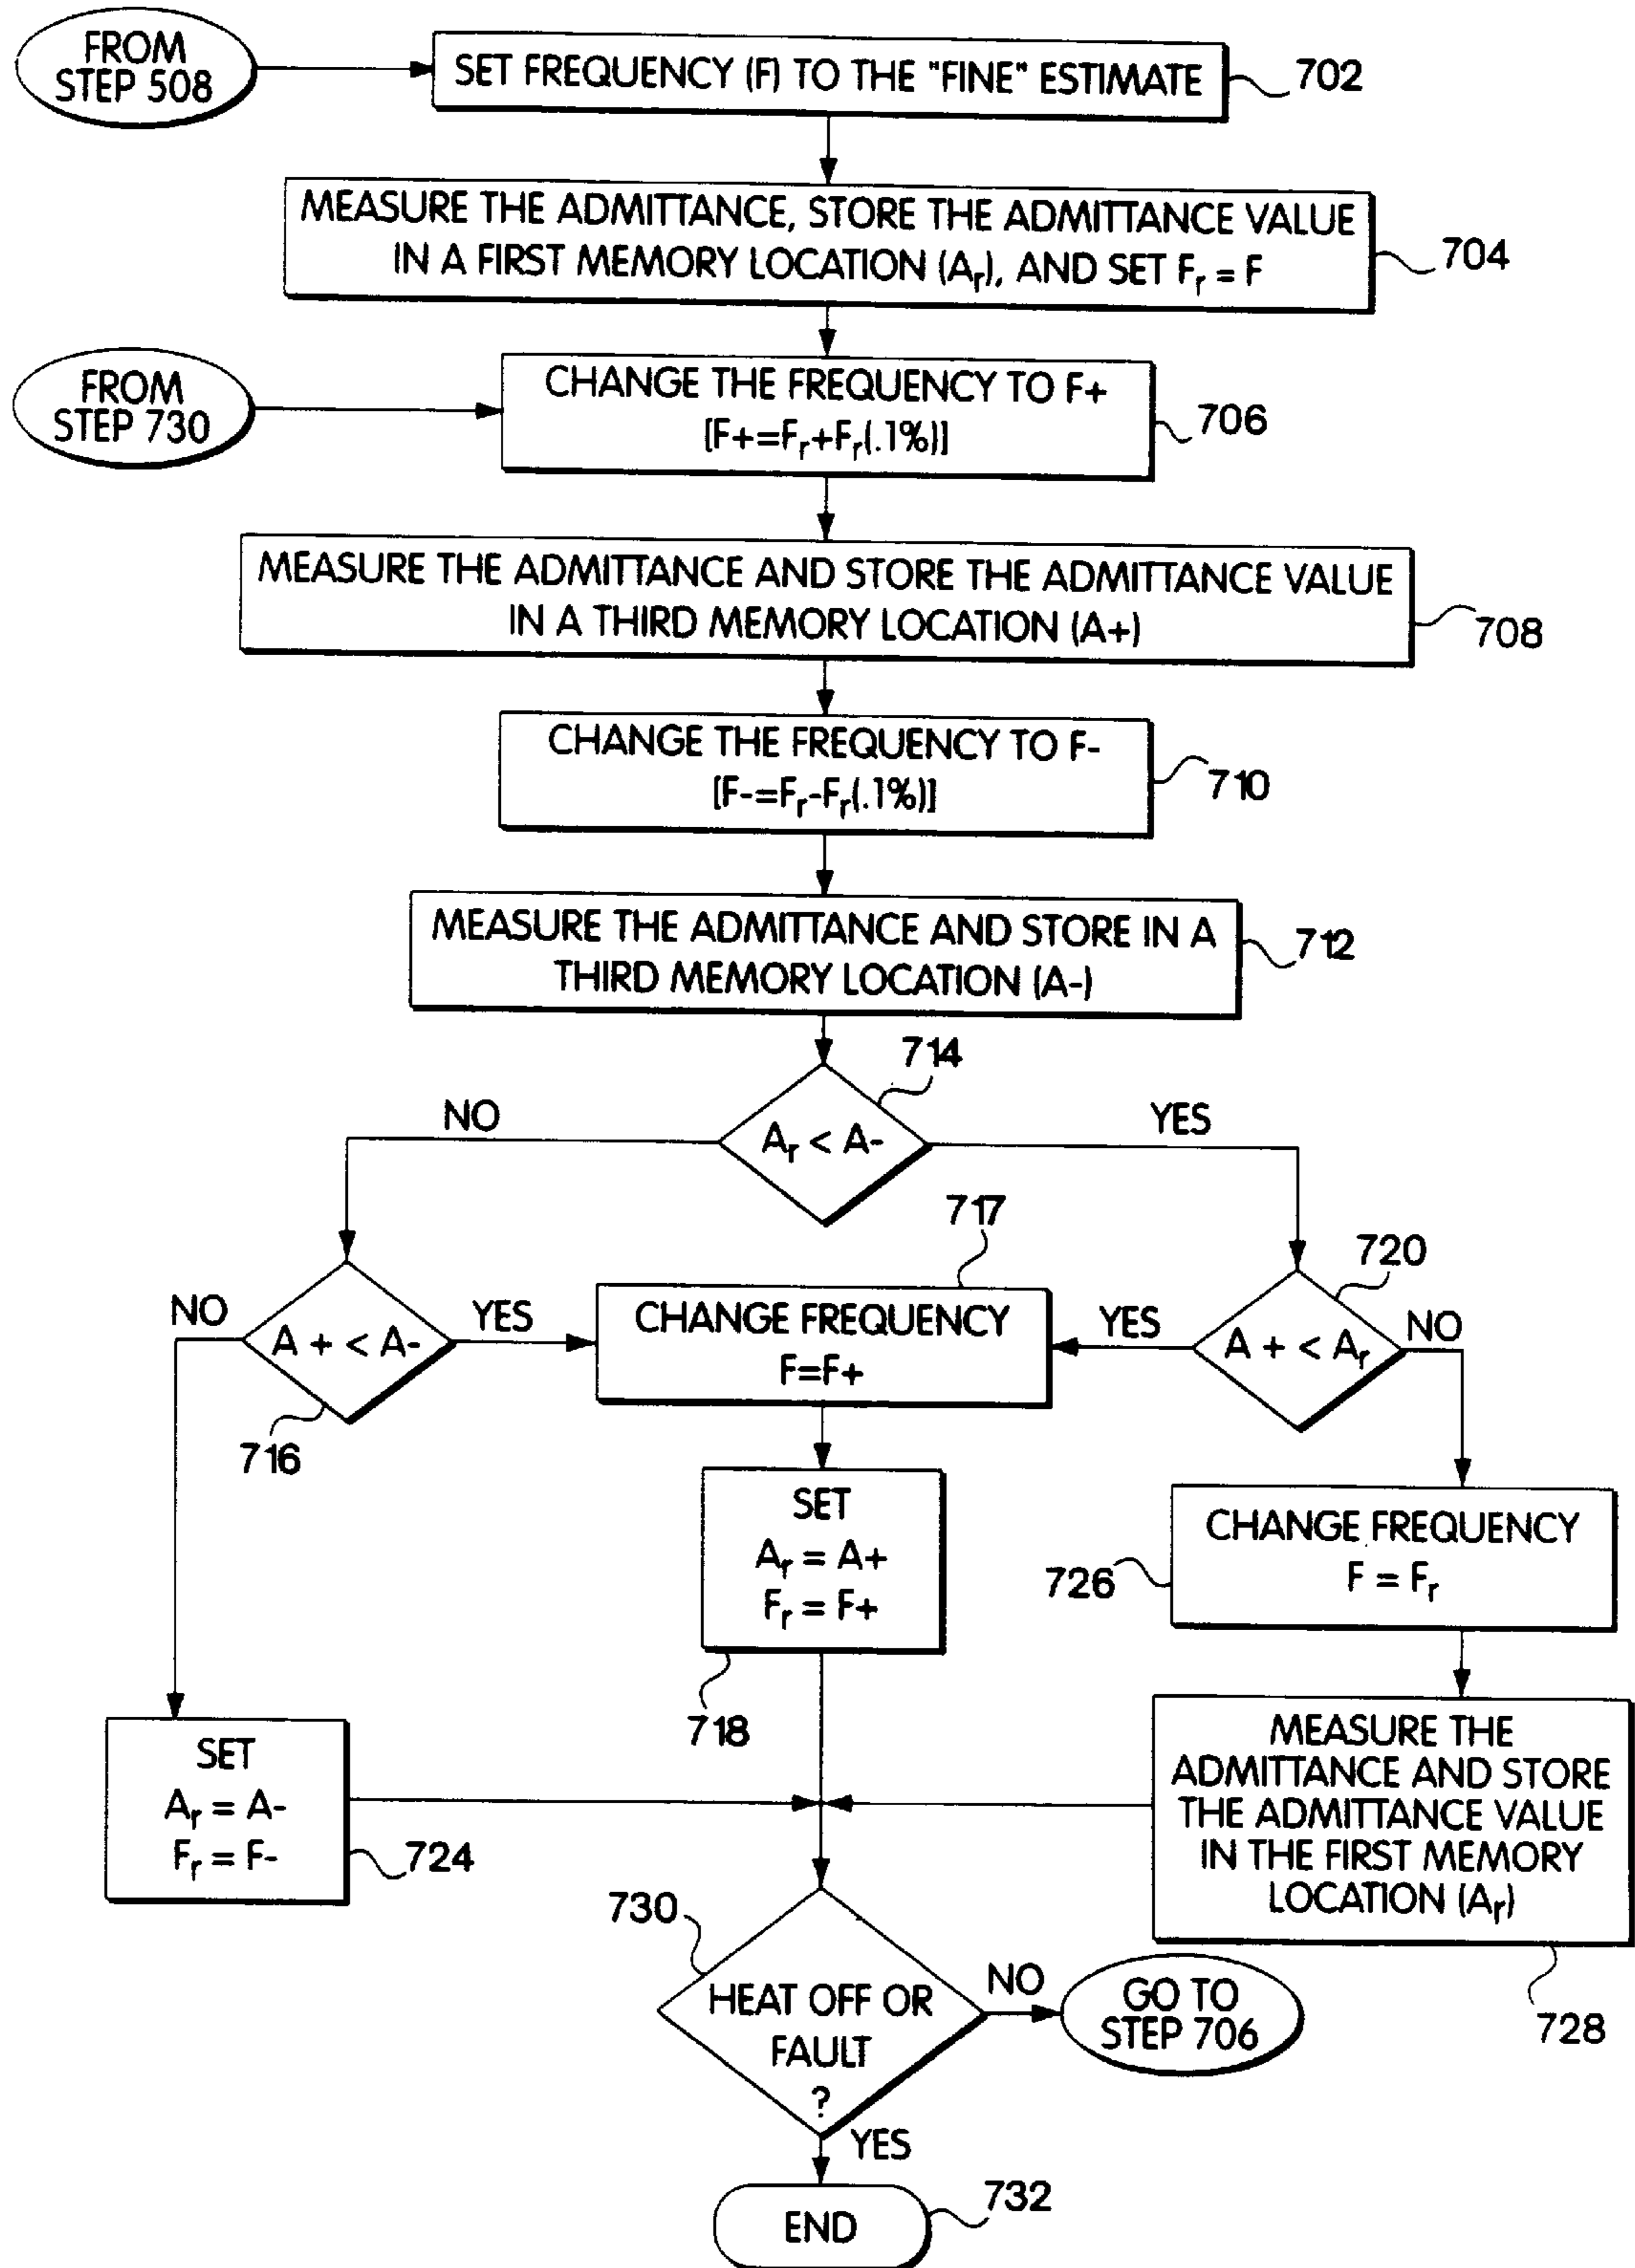 FROM
STEP 508
SET FREQUENCY (F) TO THE "FINE" ESTIMATE
702
MEASURE THE ADMITTANCE, STORE THE ADMITTANCE VALUE
IN A FIRST MEMORY LOCATION (Ar), AND SET Fr = F
704
FROM
STEP 730
CHANGE THE FREQUENCY TO F+
[F+=Fr+Fr(.1%)]
706
MEASURE THE ADMITTANCE AND STORE THE ADMITTANCE VALUE
IN A THIRD MEMORY LOCATION (A+)
708
CHANGE THE FREQUENCY TO F-
[F-=Fr-Fr(.1%)]
710
MEASURE THE ADMITTANCE AND STORE IN A
THIRD MEMORY LOCATION (A-)
712
714
Ar < A-
NO
YES
717
720
NO
A + < A-
YES
716
CHANGE FREQUENCY
F=F+
YES
A + < Ar
NO
SET
Ar = A+
Fr = F+
718
CHANGE FREQUENCY
F = Fr
726
SET
Ar = A-
Fr = F-
724
MEASURE THE
ADMITTANCE AND STORE
THE ADMITTANCE VALUE
IN THE FIRST MEMORY
LOCATION (Ar)
728
730
HEAT OFF OR
FAULT
?
NO
GO TO
STEP 706
YES
END
732